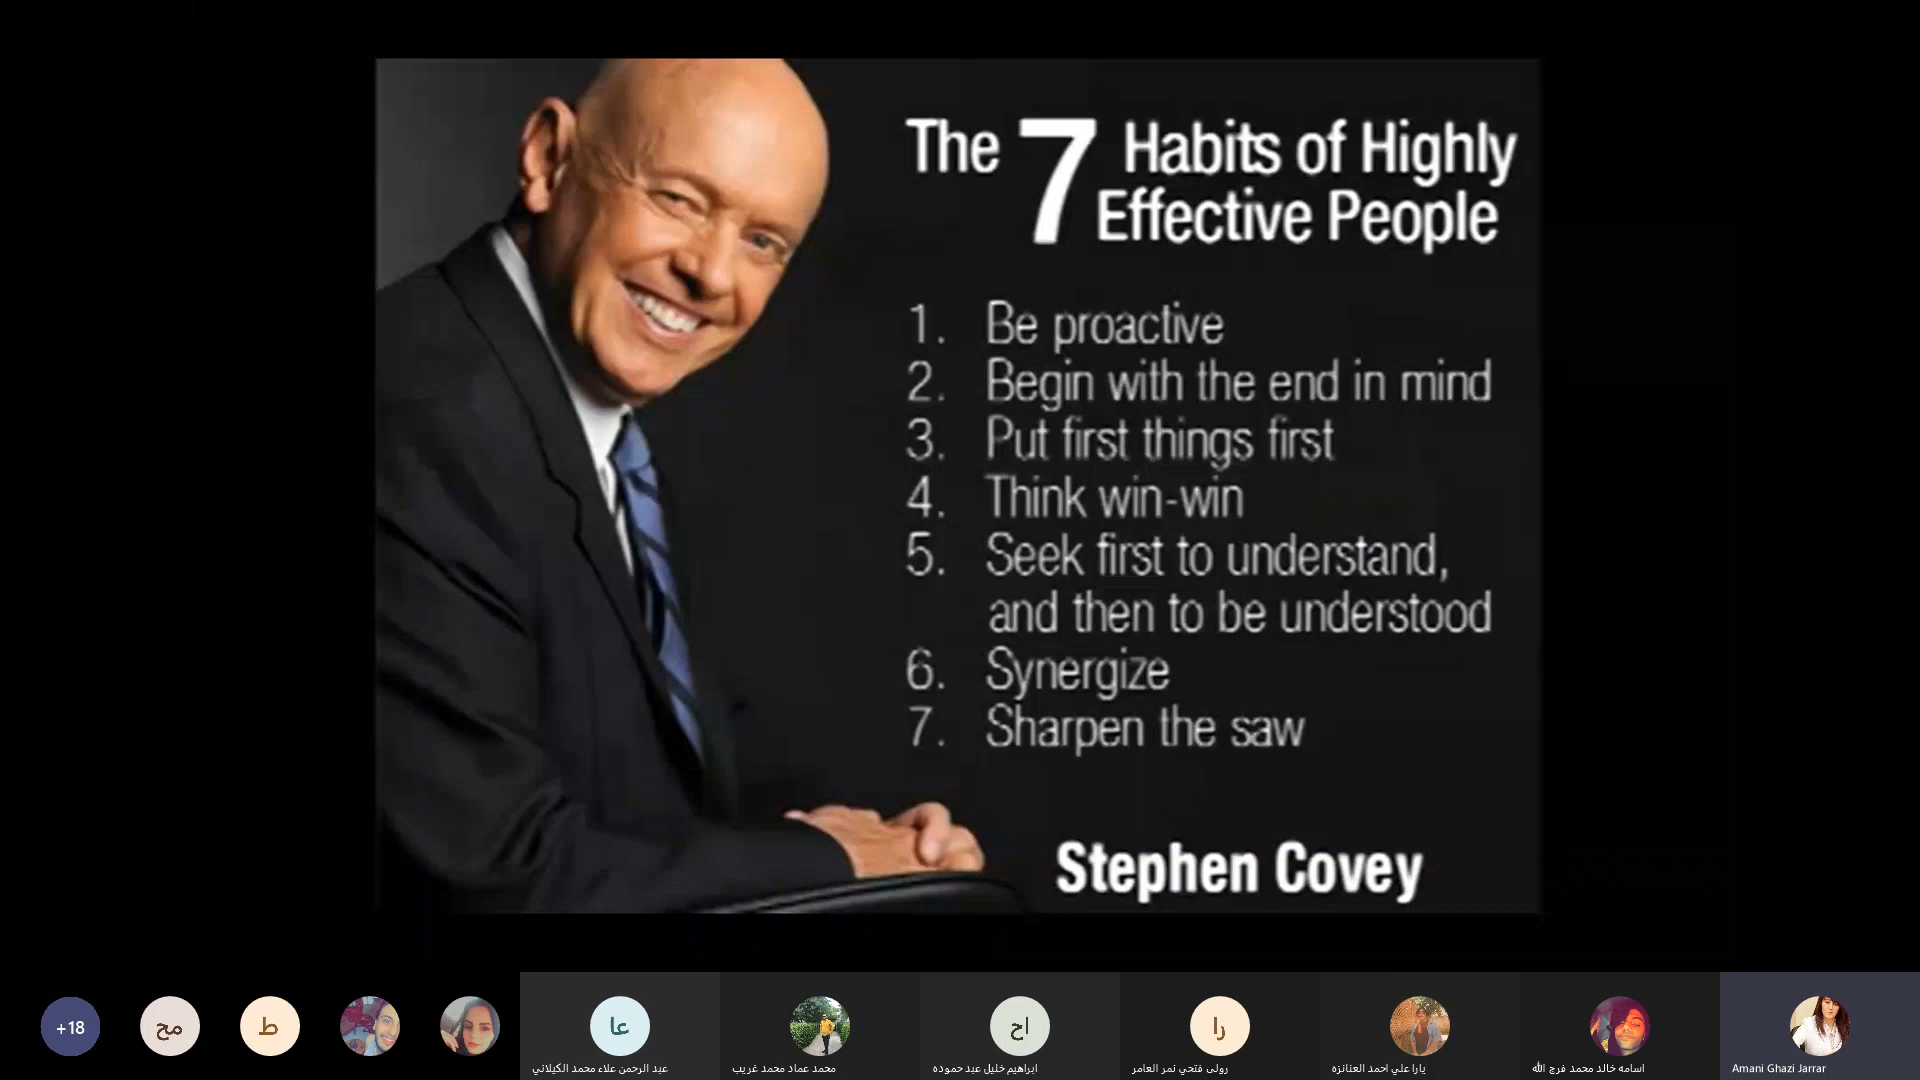 The 7 Habits of Highly
Effective People
1. Be proactive
2. Begin with the end in mind
3. Put first things first
4. Think win-win
5. Seek first to understand,
and then to be understood
6. Synergize
7. Sharpen the saw
Stephen Covey
+18
مح
ط
عا
اح
را
عبد الرحمن علاء محمد الكيلاني
محمد عماد محمد غريب
ابراهيم خليل عبد حموده
رولى فتحي نمر العامر
يارا علي احمد العنانزه
اسامه خالد محمد فرج الله
Amani Ghazi Jarrar